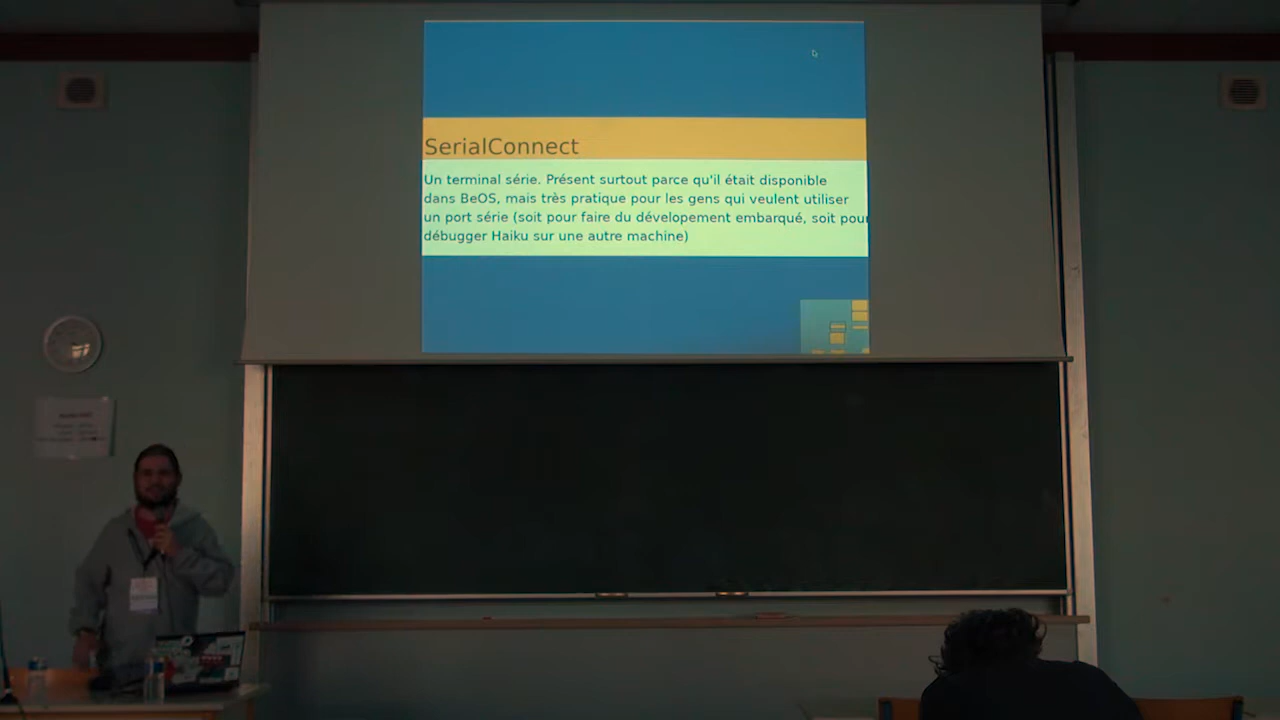 SerialConnect
Un terminal série. Présent surtout parce qu'il était disponible
dans BeOS, mais très pratique pour les gens qui veulent utiliser
un port série (soit pour faire du dévelopement embarqué, soit pour
débugger Haiku sur une autre machine)